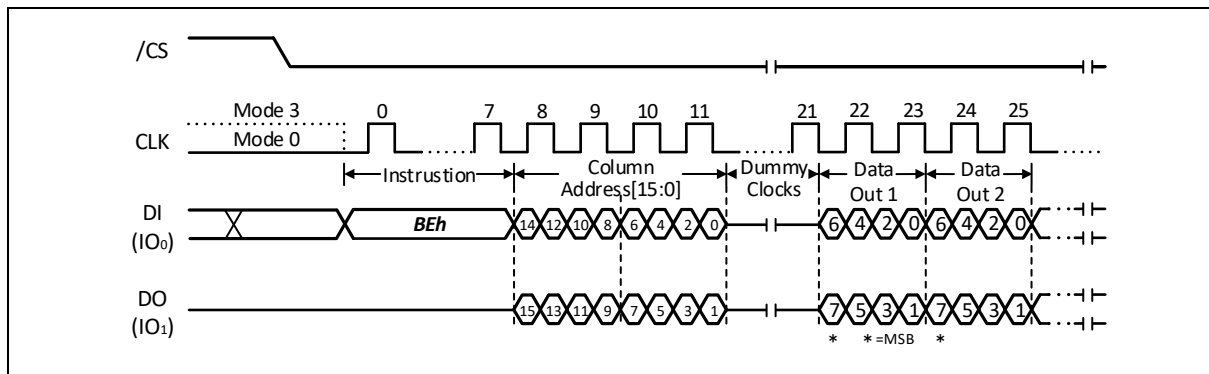 /CS
Mode 3 0 7 8 9 10 11 21 22 23 24 25
CLK Mode 0
Instrustion Column Address[15:0] Dummy Clocks Data Out 1 Data Out 2
DI (IO0) BEh 14 12 10 8 6 4 2 0 6 4 2 0 6 4 2 0
DO (IO1) 15 13 11 9 7 5 3 1 7 5 3 1 7 5 3 1
* * =MSB *